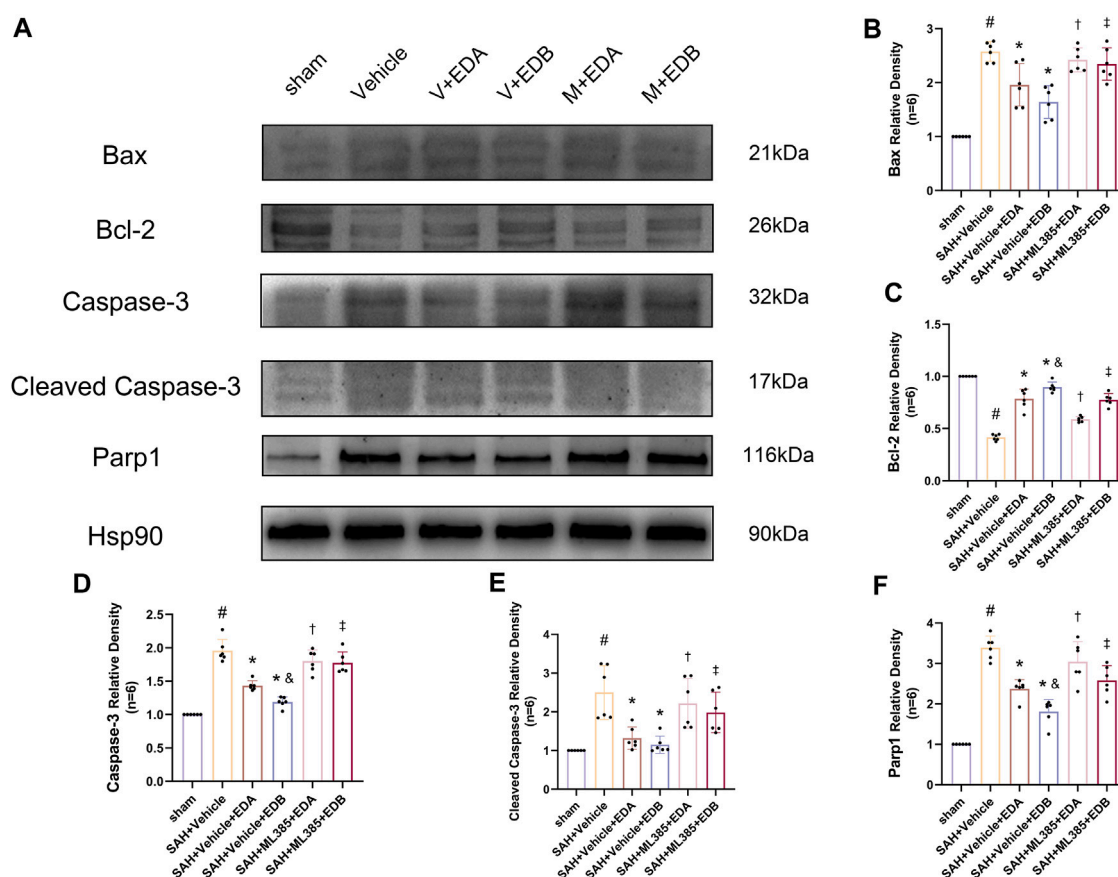 A
sham Vehicle V+EDA V+EDB M+EDA M+EDB
Bax 21kDa
Bcl-2 26kDa
Caspase-3 32kDa
Cleaved Caspase-3 17kDa
Parp1 116kDa
Hsp90 90kDa
B
Bax Relative Density
(n=6)
3
2
1
0
# * * † ‡
sham SAH+Vehicle SAH+Vehicle+EDA SAH+Vehicle+EDB SAH+ML385+EDA SAH+ML385+EDB
C
Bcl-2 Relative Density
(n=6)
1.5
1.0
0.5
0.0
# * * & † ‡
sham SAH+Vehicle SAH+Vehicle+EDA SAH+Vehicle+EDB SAH+ML385+EDA SAH+ML385+EDB
D
Caspase-3 Relative Density
(n=6)
2.5
2.0
1.5
1.0
0.5
0.0
# * * & † ‡
sham SAH+Vehicle SAH+Vehicle+EDA SAH+Vehicle+EDB SAH+ML385+EDA SAH+ML385+EDB
E
Cleaved Caspase-3 Relative Density
(n=6)
4
3
2
1
0
# * * † ‡
sham SAH+Vehicle SAH+Vehicle+EDA SAH+Vehicle+EDB SAH+ML385+EDA SAH+ML385+EDB
F
Parp1 Relative Density
(n=6)
4
3
2
1
0
# * * & † ‡
sham SAH+Vehicle SAH+Vehicle+EDA SAH+Vehicle+EDB SAH+ML385+EDA SAH+ML385+EDB